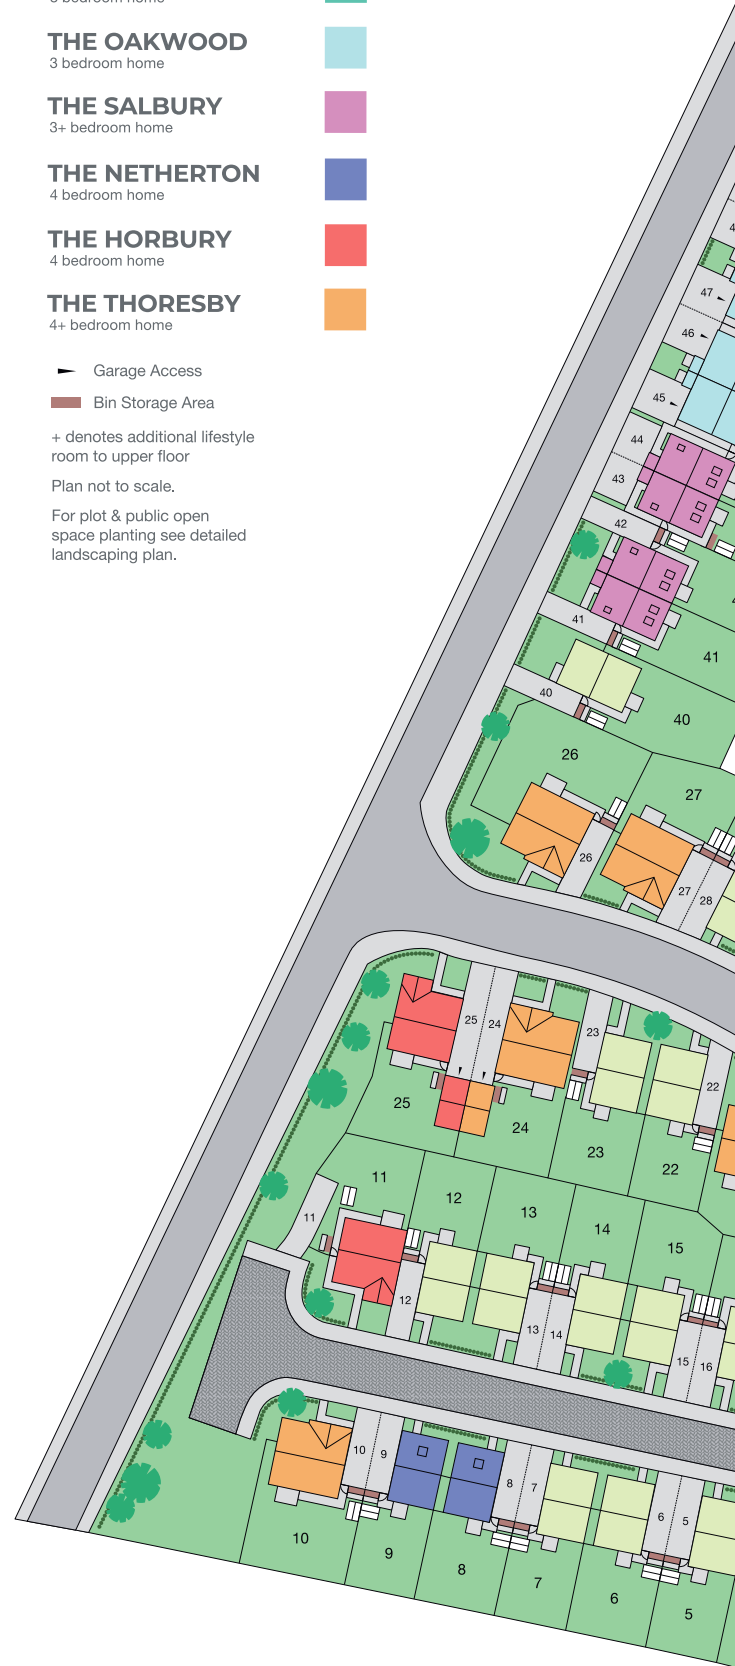 3 bedroom home
THE OAKWOOD
3 bedroom home
THE SALBURY
3+ bedroom home
THE NETHERTON
4 bedroom home
THE HORBURY
4 bedroom home
THE THORESBY
4+ bedroom home
Garage Access
Bin Storage Area
+ denotes additional lifestyle
room to upper floor
Plan not to scale.
For plot & public open
space planting see detailed
landscaping plan.
47
46
45
44
43
42
41
41
40
40
26
27
26
27
28
25
24
23
22
25
24
23
22
11
12
13
14
15
11
12
13
14
15
16
10
9
8
7
6
5
10
9
8
7
6
5